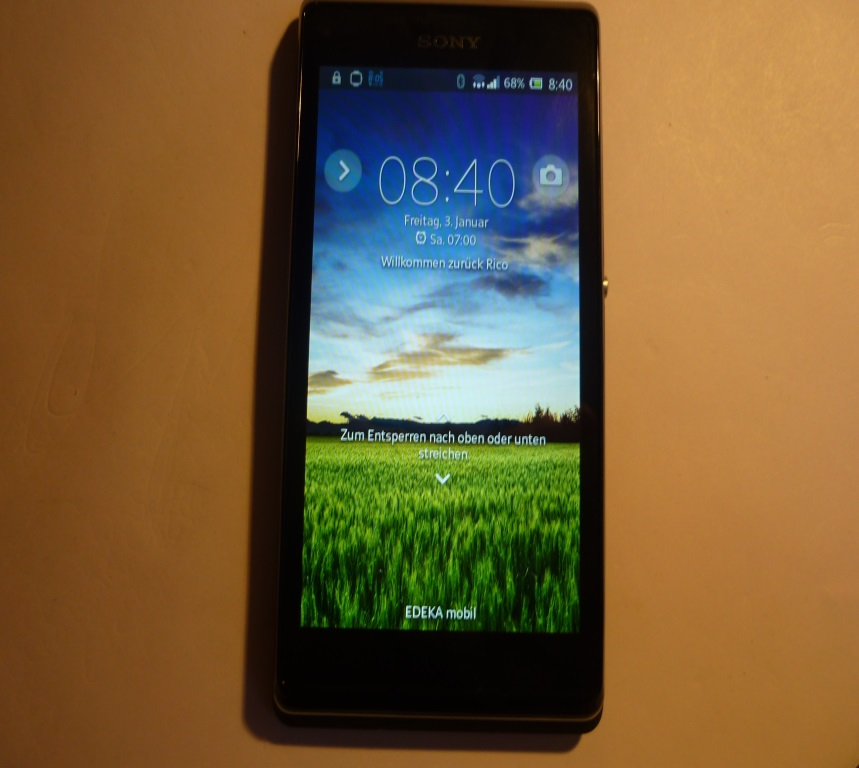 SONY
68% 8:40
08:40
Freitag, 3. Januar
Sa. 07:00
Willkommen zurück Rico
Zum Entsperren nach oben oder unten
streichen.
EDEKA mobil